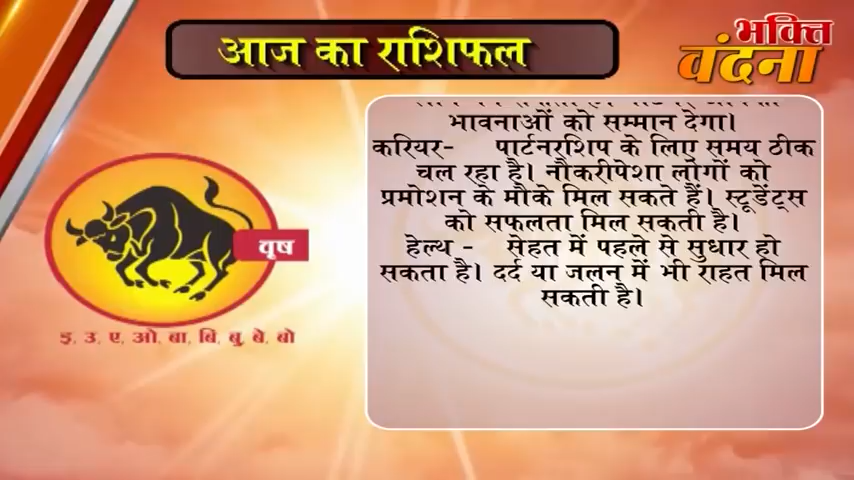 आज का राशिफल
भक्ति
वंदना
भावनाओं को सम्मान देगा।
करियर- पार्टनरशिप के लिए समय ठीक
चल रहा है। नौकरीपेशा लोगों को
प्रमोशन के मौके मिल सकते हैं। स्टूडेंट्स
को सफलता मिल सकती है।
हेल्थ - सेहत में पहले से सुधार हो
सकता है। दर्द या जलन में भी राहत मिल
सकती है।
वृष
इ, उ, ए, ओ, बा, बि, बु, बे, बो